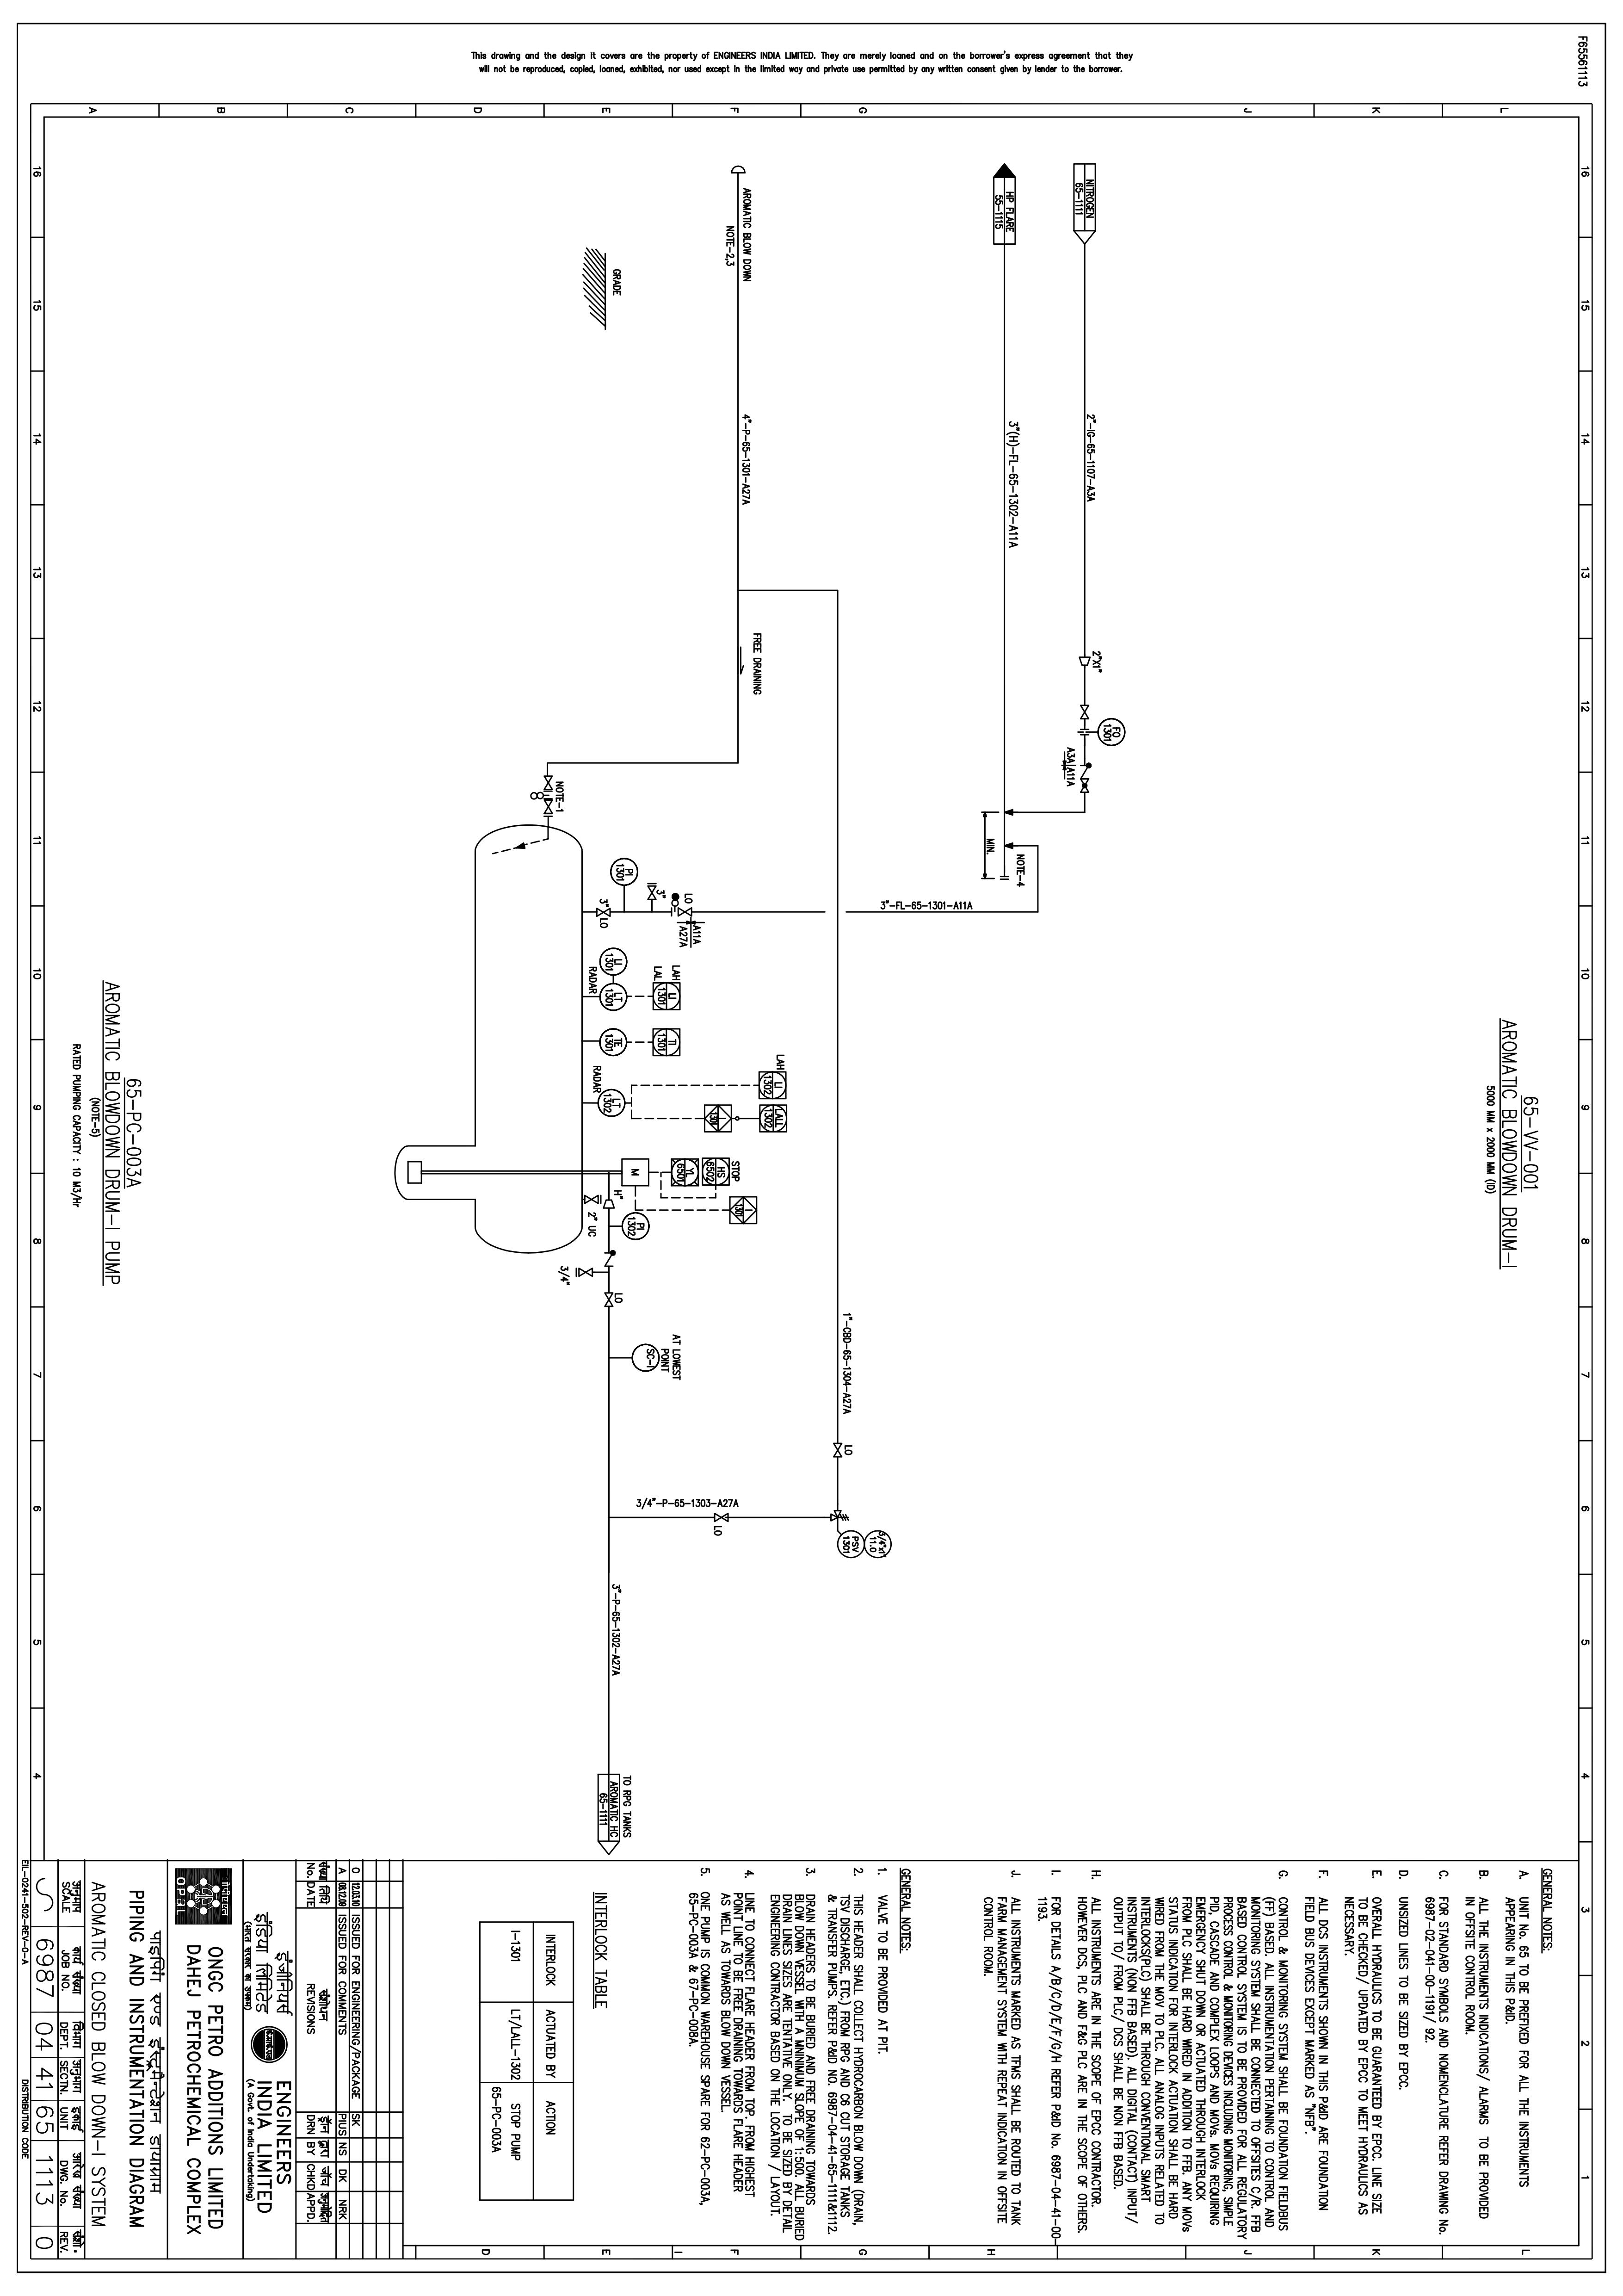 F65561113
This drawing and the design it covers are the property of ENGINEERS INDIA LIMITED. They are merely loaned and on the borrower's express agreement that they
will not be reproduced, copied, loaned, exhibited, nor used except in the limited way and private use permitted by any written consent given by lender to the borrower.
16 15 14 13 12 11 10 9 8 7 6 5 4 3 2 1
L
K
J
H
G
F
E
D
C
B
A
65-VV-001
AROMATIC BLOWDOWN DRUM-I
5000 MM x 2000 MM (ID)
NITROGEN
65-1111
2"-IG-65-1107-A3A
2"x1"
FO
1301
A3A A11A
HP FLARE
55-1115
3"(H)-FL-65-1302-A11A
MIN.
NOTE-4
3"-FL-65-1301-A11A
AROMATIC BLOW DOWN
NOTE-2,3
4"-P-65-1301-A27A
FREE DRAINING
GRADE
NOTE-1
PI
1301
3"
LO
3" LO
A11A
A27A
LI
1301
LT
1301
RADAR
LAH
LAL
LI
1301
TE
1301
TI
1301
LT
1302
RADAR
LAH
LI
1302
LALL
1302
I
1301
M
YL
6501
HS
6502
STOP
I
1301
H"
2" UC
PI
1302
3/4"
LO
AT LOWEST
POINT
SC-I
1"-CBD-65-1304-A27A
LO
3/4"-P-65-1303-A27A
LO
PSV
1301
3/4"x1"
11.0
3"-P-65-1302-A27A
TO RPG TANKS
AROMATIC HC
65-1111
65-PC-003A
AROMATIC BLOWDOWN DRUM-I PUMP
(NOTE-5)
RATED PUMPING CAPACITY : 10 M3/Hr
GENERAL NOTES:
A. UNIT No. 65 TO BE PREFIXED FOR ALL THE INSTRUMENTS
APPEARING IN THIS P&ID.
B. ALL THE INSTRUMENTS INDICATIONS/ ALARMS TO BE PROVIDED
IN OFFSITE CONTROL ROOM.
C. FOR STANDARD SYMBOLS AND NOMENCLATURE REFER DRAWING No.
6987-02-041-00-1191/ 92.
D. UNSIZED LINES TO BE SIZED BY EPCC.
E. OVERALL HYDRAULICS TO BE GUARANTEED BY EPCC. LINE SIZE
TO BE CHECKED/ UPDATED BY EPCC TO MEET HYDRAULICS AS
NECESSARY.
F. ALL DCS INSTRUMENTS SHOWN IN THIS P&ID ARE FOUNDATION
FIELD BUS DEVICES EXCEPT MARKED AS "NFB".
G. CONTROL & MONITORING SYSTEM SHALL BE FOUNDATION FIELDBUS
(FF) BASED. ALL INSTRUMENTATION PERTAINING TO CONTROL AND
MONITORING SYSTEM SHALL BE CONNECTED TO OFFSITES C/R. FFB
BASED CONTROL SYSTEM IS TO BE PROVIDED FOR ALL REGULATORY
PROCESS CONTROL & MONITORING DEVICES INCLUDING MONITORING, SIMPLE
PID, CASCADE AND COMPLEX LOOPS AND MOVs. MOVs REQUIRING
EMERGENCY SHUT DOWN OR ACTUATED THROUGH INTERLOCK
FROM PLC SHALL BE HARD WIRED IN ADDITION TO FFB. ANY MOVs
STATUS INDICATION FOR INTERLOCK ACTUATION SHALL BE HARD
WIRED FROM THE MOV TO PLC. ALL ANALOG INPUTS RELATED TO
INTERLOCKS(PLC) SHALL BE THROUGH CONVENTIONAL SMART
INSTRUMENTS (NON FFB BASED). ALL DIGITAL (CONTACT) INPUT/
OUTPUT TO/ FROM PLC/ DCS SHALL BE NON FFB BASED.
H. ALL INSTRUMENTS ARE IN THE SCOPE OF EPCC CONTRACTOR.
HOWEVER DCS, PLC AND F&G PLC ARE IN THE SCOPE OF OTHERS.
I. FOR DETAILS A/B/C/D/E/F/G/H REFER P&ID No. 6987-04-41-00-
1193.
J. ALL INSTRUMENTS MARKED AS TFMS SHALL BE ROUTED TO TANK
FARM MANAGEMENT SYSTEM WITH REPEAT INDICATION IN OFFSITE
CONTROL ROOM.
GENERAL NOTES:
1. VALVE TO BE PROVIDED AT PIT.
2. THIS HEADER SHALL COLLECT HYDROCARBON BLOW DOWN (DRAIN,
TSV DISCHARGE, ETC.) FROM RPG AND C6 CUT STORAGE TANKS
& TRANSFER PUMPS. REFER P&ID NO. 6987-04-41-65-1111&1112.
3. DRAIN HEADERS TO BE BURIED AND FREE DRAINING TOWARDS
BLOW DOWN VESSEL WITH A MNINIMUM SLOPE OF 1:500. ALL BURIED
DRAIN LINES SIZES ARE TENTATIVE ONLY. TO BE SIZED BY DETAIL
ENGINEERING CONTRACTOR BASED ON THE LOCATION / LAYOUT.
4. LINE TO CONNECT FLARE HEADER FROM TOP. FROM HIGHEST
POINT LINE TO BE FREE DRAINING TOWARDS FLARE HEADER
AS WELL AS TOWARDS BLOW DOWN VESSEL.
5. ONE PUMP IS COMMON WAREHOUSE SPARE FOR 62-PC-003A,
65-PC-003A & 67-PC-008A.
INTERLOCK TABLE
INTERLOCK ACTUATED BY ACTION
I-1301 LT/LALL-1302 STOP PUMP
65-PC-003A
0 12.03.10 ISSUED FOR ENGINEERING/PACKAGE SK NS DK NRK
A 08.12.09 ISSUED FOR COMMENTS PIUS
संख्या तिथि संशोधन ड्रॉन द्वारा जाँच अनुमोदित
No. DATE REVISIONS DRN BY CHKD APPD.
इंजीनियर्स
इंडिया लिमिटेड
(भारत सरकार का उपक्रम)
ENGINEERS
INDIA LIMITED
(A Govt. of India Undertaking)
OPaL
ONGC PETRO ADDITIONS LIMITED
DAHEJ PETROCHEMICAL COMPLEX
पाइपिंग एण्ड इंस्ट्रूमैन्टेशन डायग्राम
PIPING AND INSTRUMENTATION DIAGRAM
AROMATIC CLOSED BLOW DOWN-I SYSTEM
अनुमाप कार्य संख्या विभाग अनुभाग इकाई आरेख संख्या संशो.
SCALE JOB NO. DEPT. SECTN. UNIT DWG. No. REV.
6987 04 41 65 1113 0
EIL-0241-502-REV-0-A
DISTRIBUTION CODE